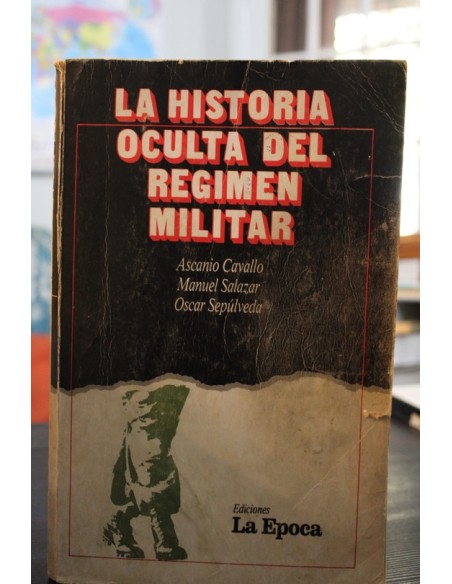 LA HISTORIA
OCULTA DEL
REGIMEN
MILITAR
Ascanio Cavallo
Manuel Salazar
Oscar Sepúlveda
Ediciones
La Epoca